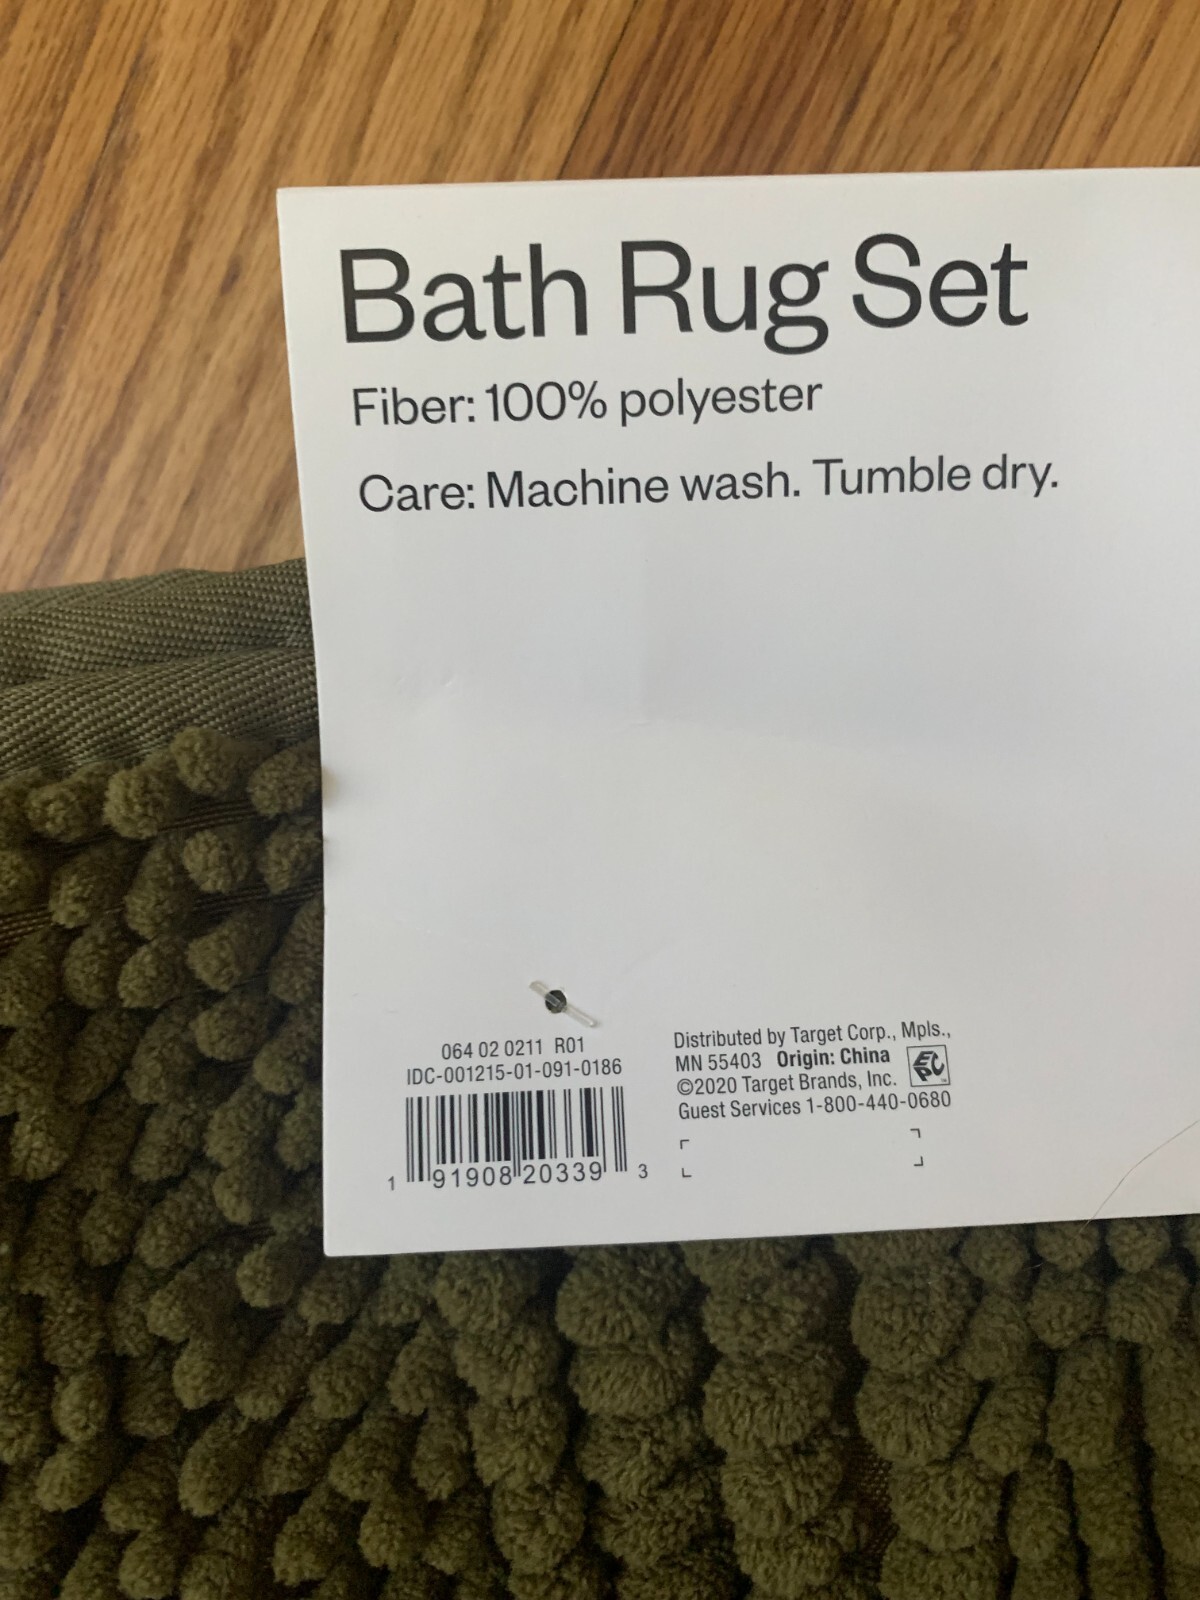 Bath Rug Set
Fiber: 100% polyester
Care: Machine wash. Tumble dry.
064 02 0211 R01
IDC-001215-01-091-0186
1 91908 20339 3
Distributed by Target Corp., Mpls.,
MN 55403 Origin: China
©2020 Target Brands, Inc.
Guest Services 1-800-440-0680